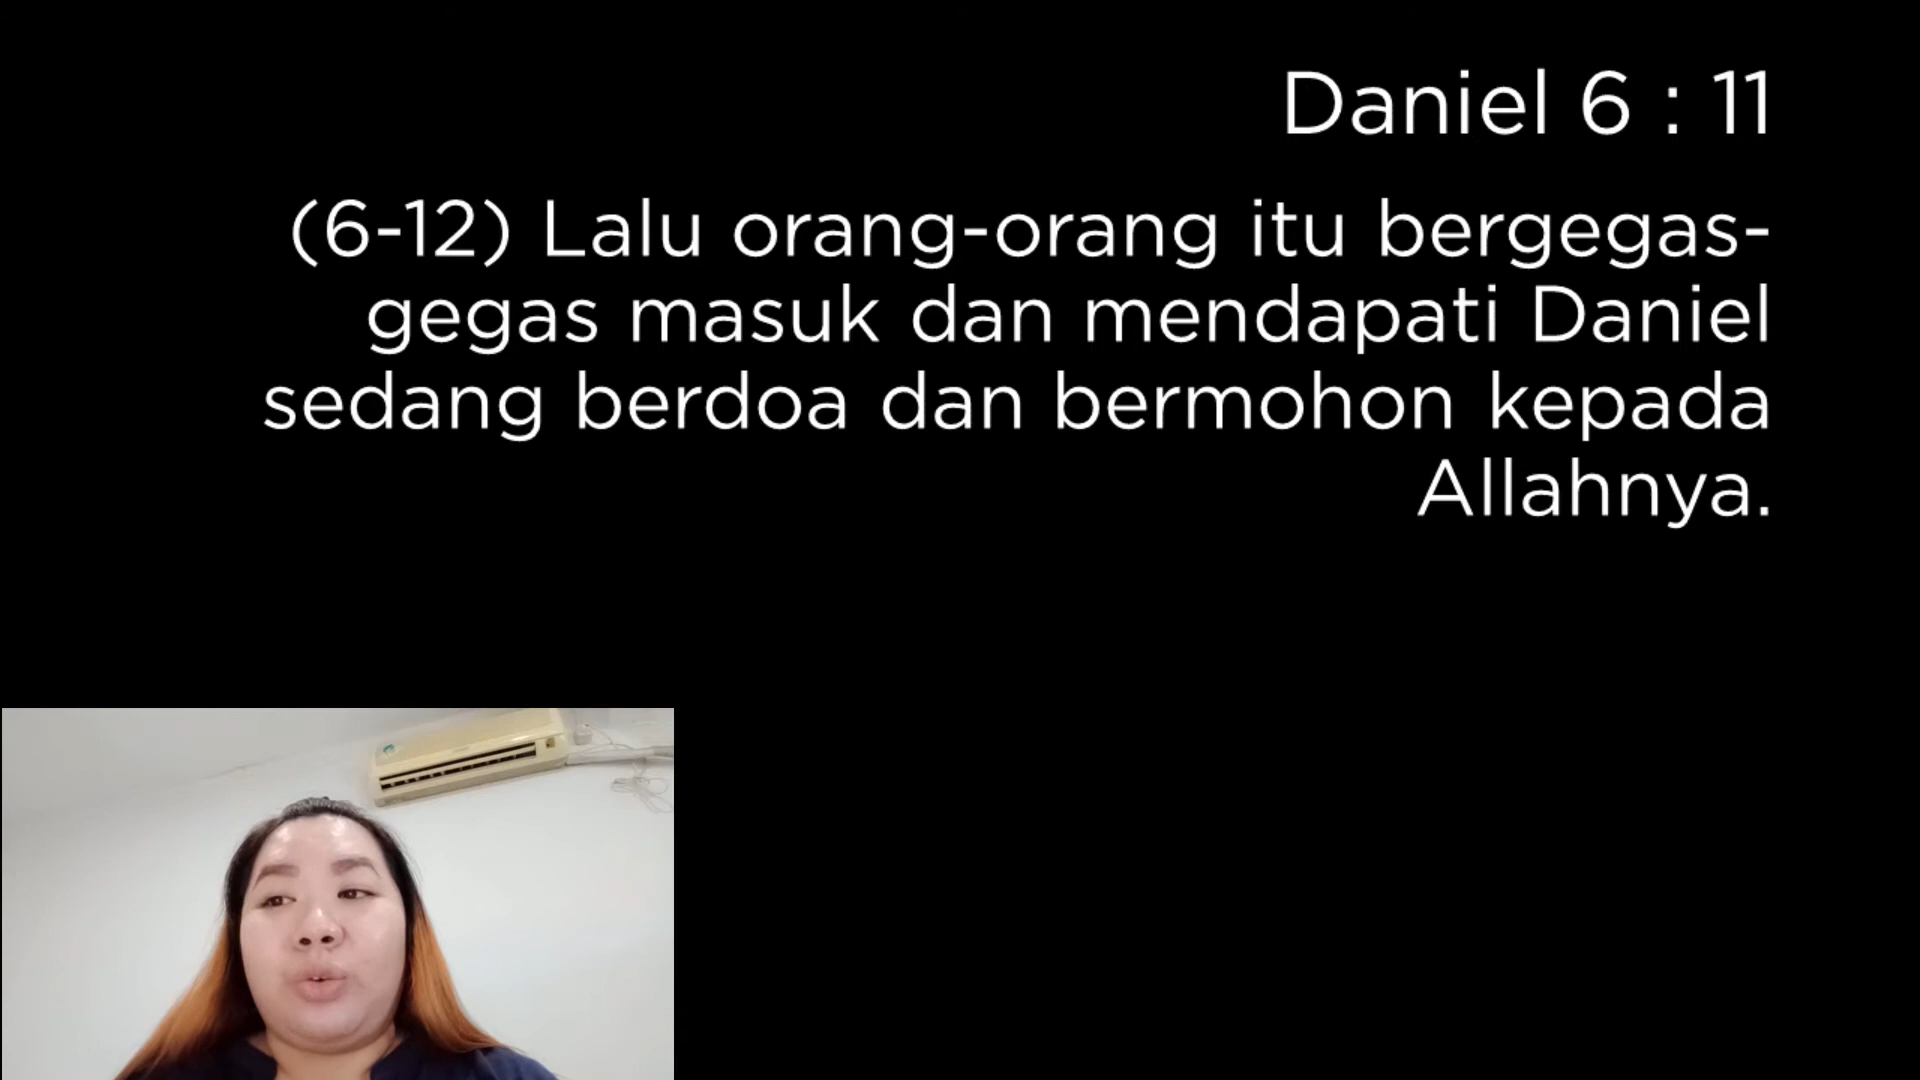 Daniel 6 : 11
(6-12) Lalu orang-orang itu bergegas-
gegas masuk dan mendapati Daniel
sedang berdoa dan bermohon kepada
Allahnya.